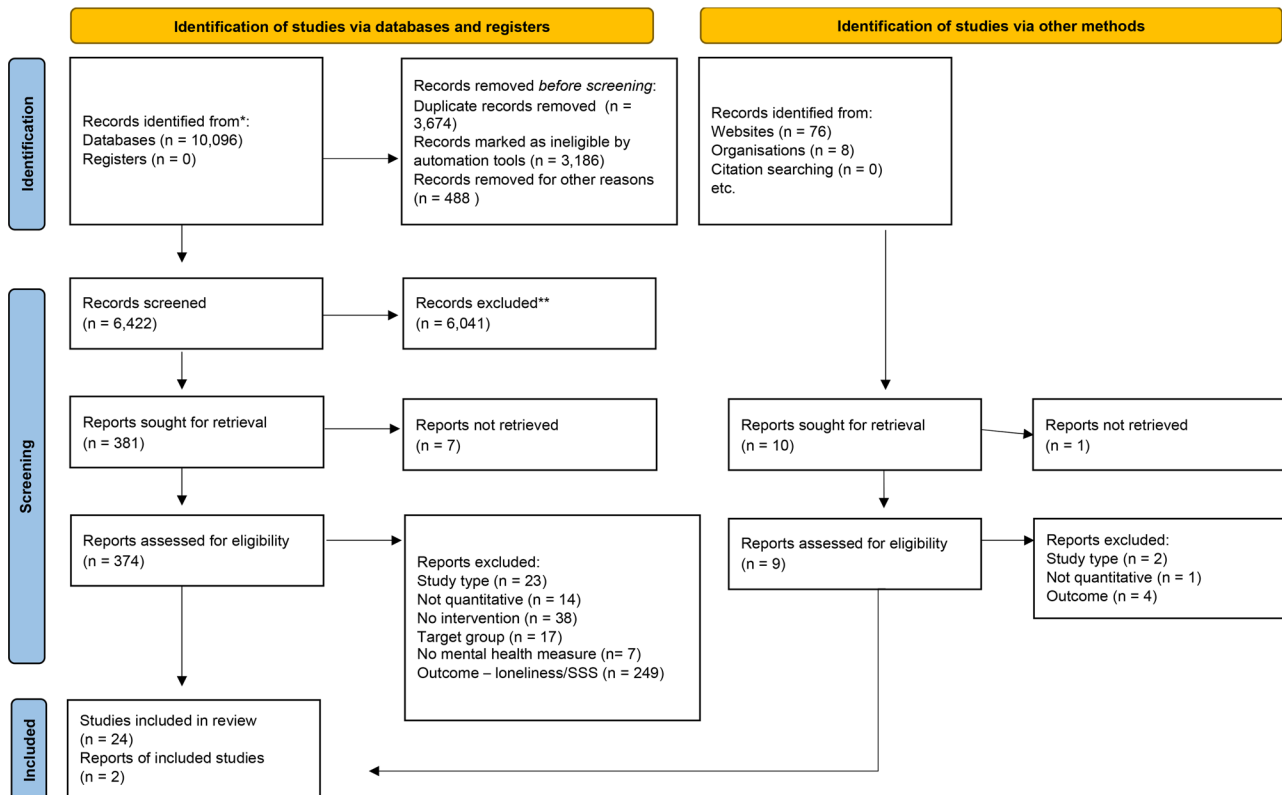 Identification of studies via databases and registers
Identification of studies via other methods
Identification
Records identified from*:
Databases (n = 10,096)
Registers (n = 0)
Records removed before screening:
Duplicate records removed (n =
3,674)
Records marked as ineligible by
automation tools (n = 3,186)
Records removed for other reasons
(n = 488 )
Records identified from:
Websites (n = 76)
Organisations (n = 8)
Citation searching (n = 0)
etc.
Screening
Records screened
(n = 6,422)
Records excluded**
(n = 6,041)
Reports sought for retrieval
(n = 381)
Reports not retrieved
(n = 7)
Reports sought for retrieval
(n = 10)
Reports not retrieved
(n = 1)
Reports assessed for eligibility
(n = 374)
Reports excluded:
Study type (n = 23)
Not quantitative (n = 14)
No intervention (n = 38)
Target group (n = 17)
No mental health measure (n= 7)
Outcome – loneliness/SSS (n = 249)
Reports assessed for eligibility
(n = 9)
Reports excluded:
Study type (n = 2)
Not quantitative (n = 1)
Outcome (n = 4)
Included
Studies included in review
(n = 24)
Reports of included studies
(n = 2)